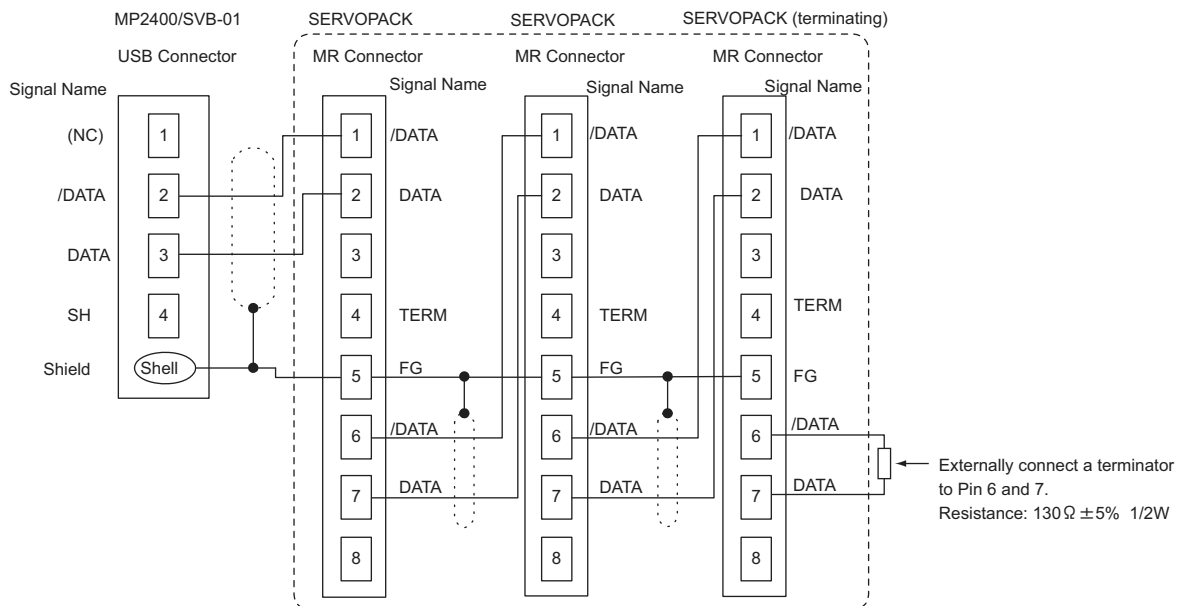 MP2400/SVB-01
SERVOPACK
SERVOPACK
SERVOPACK (terminating)
USB Connector
MR Connector
MR Connector
MR Connector
Signal Name
Signal Name
Signal Name
Signal Name
(NC)
1
1
/DATA
1
/DATA
1
/DATA
/DATA
2
2
DATA
2
DATA
2
DATA
DATA
3
3
3
3
SH
4
4
TERM
4
TERM
4
TERM
Shield
Shell
5
FG
5
FG
5
FG
6
/DATA
6
/DATA
6
/DATA
7
DATA
7
DATA
7
DATA
8
8
8
Externally connect a terminator
to Pin 6 and 7.
Resistance: 130Ω ±5% 1/2W